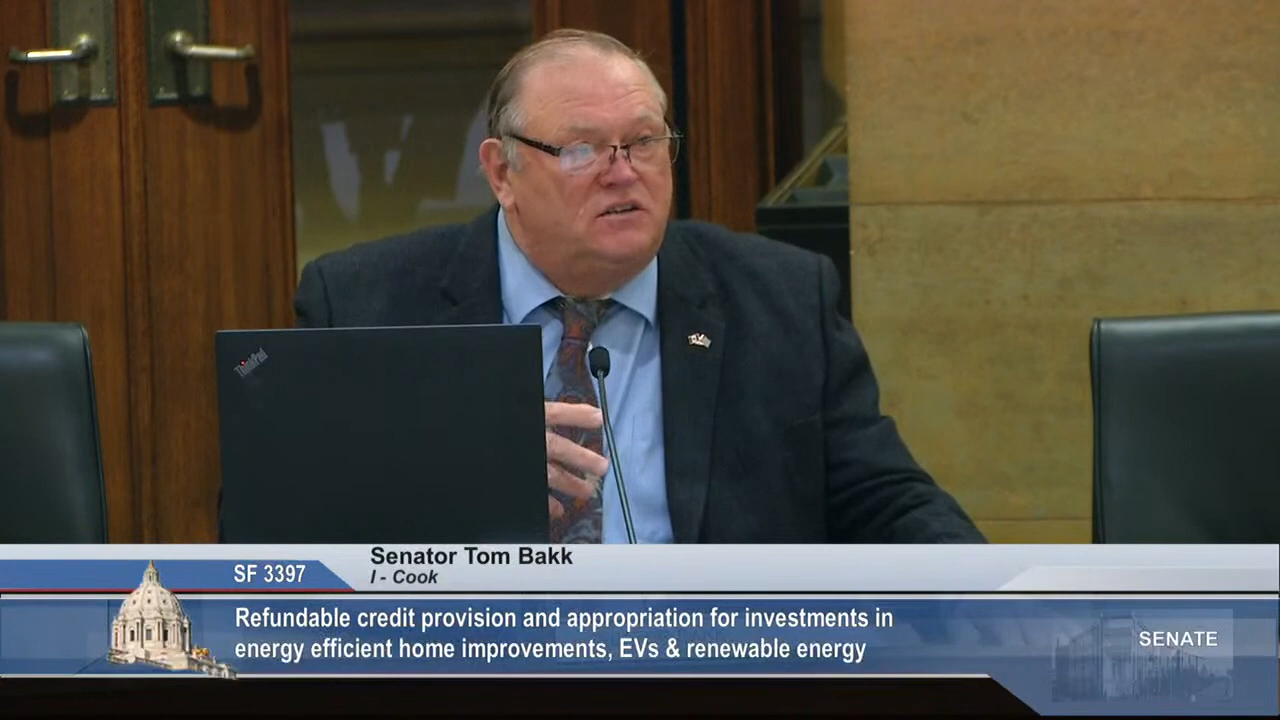 ThinkPad
Senator Tom Bakk
SF 3397
I - Cook
Refundable credit provision and appropriation for investments in
energy efficient home improvements, EVs & renewable energy
SENATE